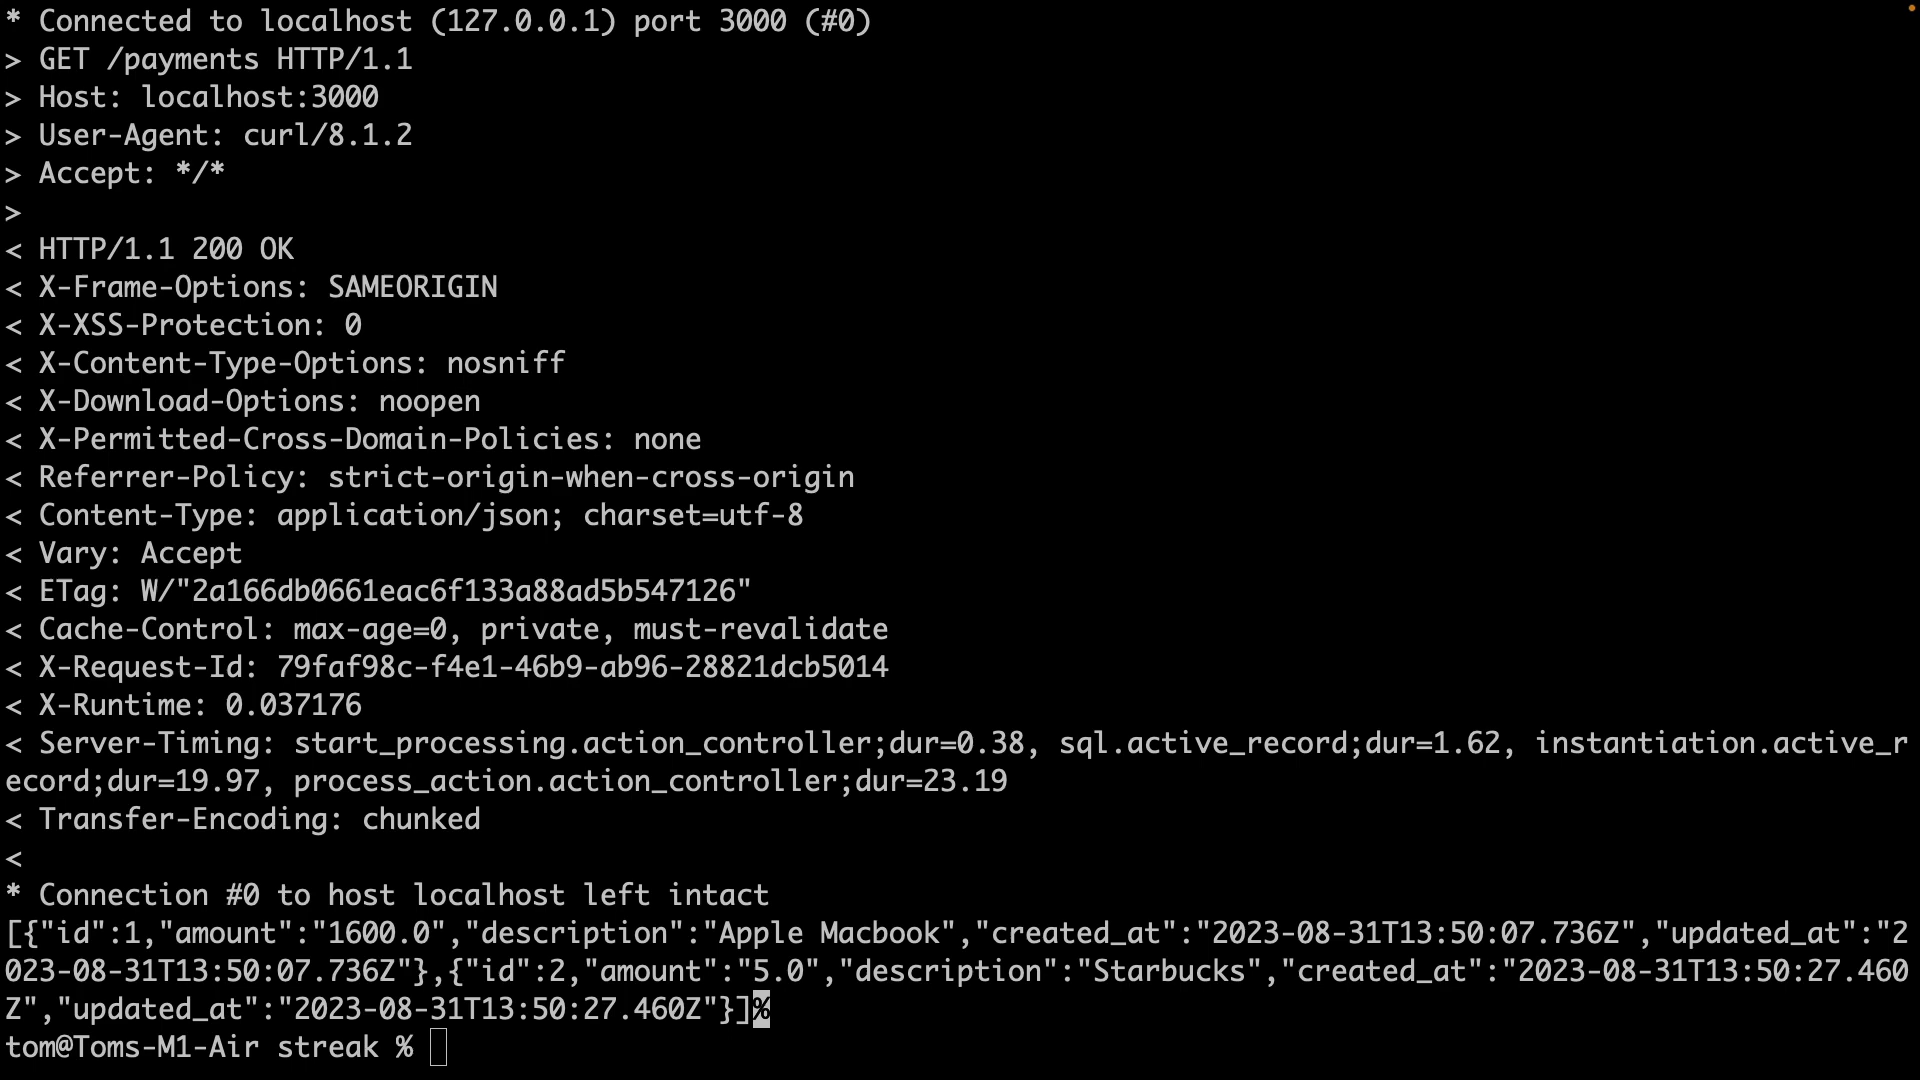 * Connected to localhost (127.0.0.1) port 3000 (#0)
> GET /payments HTTP/1.1
> Host: localhost:3000
> User-Agent: curl/8.1.2
> Accept: */*
>
< HTTP/1.1 200 OK
< X-Frame-Options: SAMEORIGIN
< X-XSS-Protection: 0
< X-Content-Type-Options: nosniff
< X-Download-Options: noopen
< X-Permitted-Cross-Domain-Policies: none
< Referrer-Policy: strict-origin-when-cross-origin
< Content-Type: application/json; charset=utf-8
< Vary: Accept
< ETag: W/"2a166db0661eac6f133a88ad5b547126"
< Cache-Control: max-age=0, private, must-revalidate
< X-Request-Id: 79faf98c-f4e1-46b9-ab96-28821dcb5014
< X-Runtime: 0.037176
< Server-Timing: start_processing.action_controller;dur=0.38, sql.active_record;dur=1.62, instantiation.active_r
ecord;dur=19.97, process_action.action_controller;dur=23.19
< Transfer-Encoding: chunked
<
* Connection #0 to host localhost left intact
[{"id":1,"amount":"1600.0","description":"Apple Macbook","created_at":"2023-08-31T13:50:07.736Z","updated_at":"2
023-08-31T13:50:07.736Z"},{"id":2,"amount":"5.0","description":"Starbucks","created_at":"2023-08-31T13:50:27.460
Z","updated_at":"2023-08-31T13:50:27.460Z"}]%
tom@Toms-M1-Air streak %